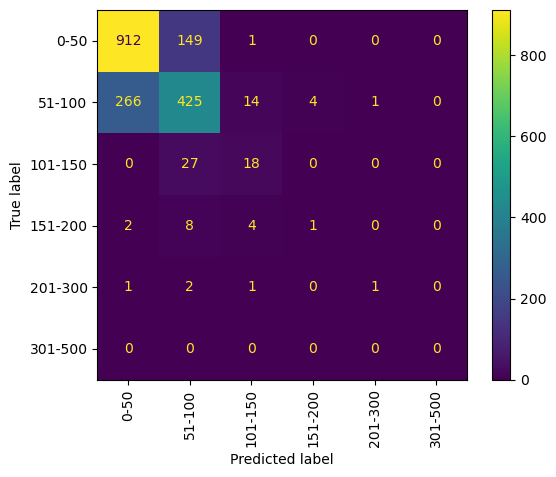 0-50 912 149 1 0 0 0
51-100 266 425 14 4 1 0
101-150 0 27 18 0 0 0
151-200 2 8 4 1 0 0
201-300 1 2 1 0 1 0
301-500 0 0 0 0 0 0
0-50 51-100 101-150 151-200 201-300 301-500
Predicted label
True label
800
600
400
200
0